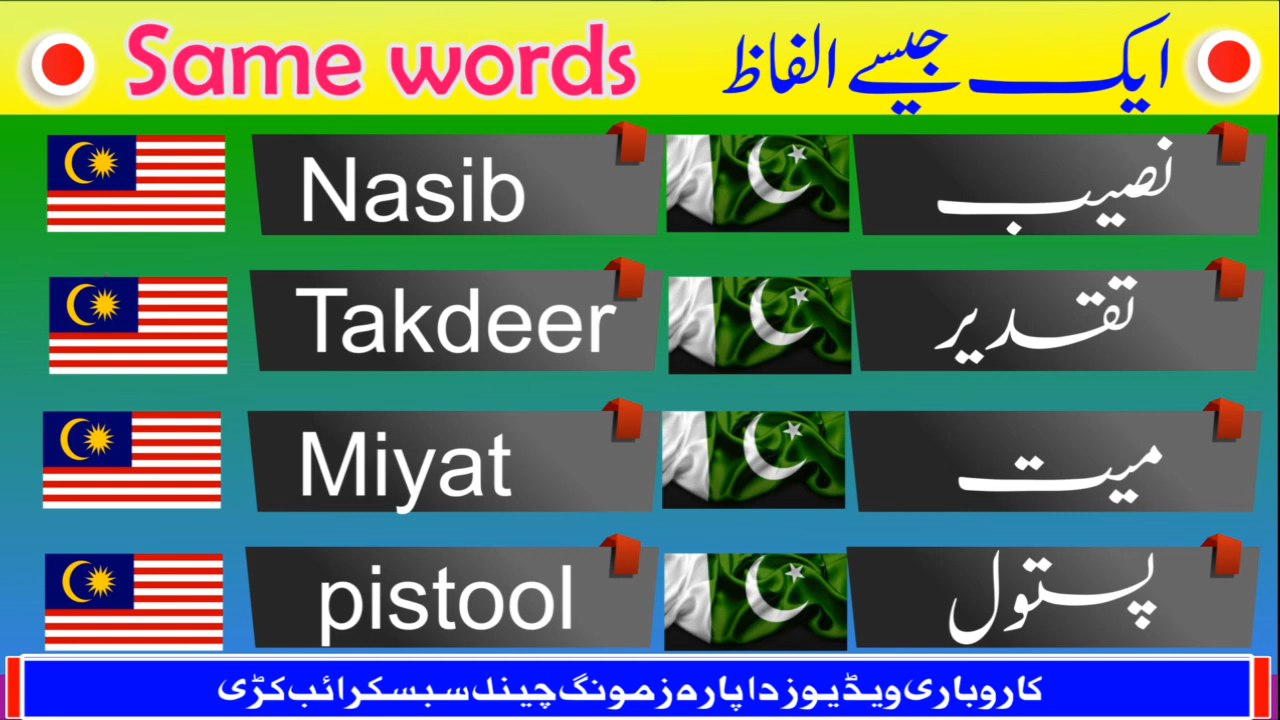 Same words ایک جیسے الفاظ
Nasib نصیب
Takdeer تقدیر
Miyat میت
pistool پستول
کاروباری ویڈیوز دا پارہ زمونگ چینل سبسکرائب کڑی